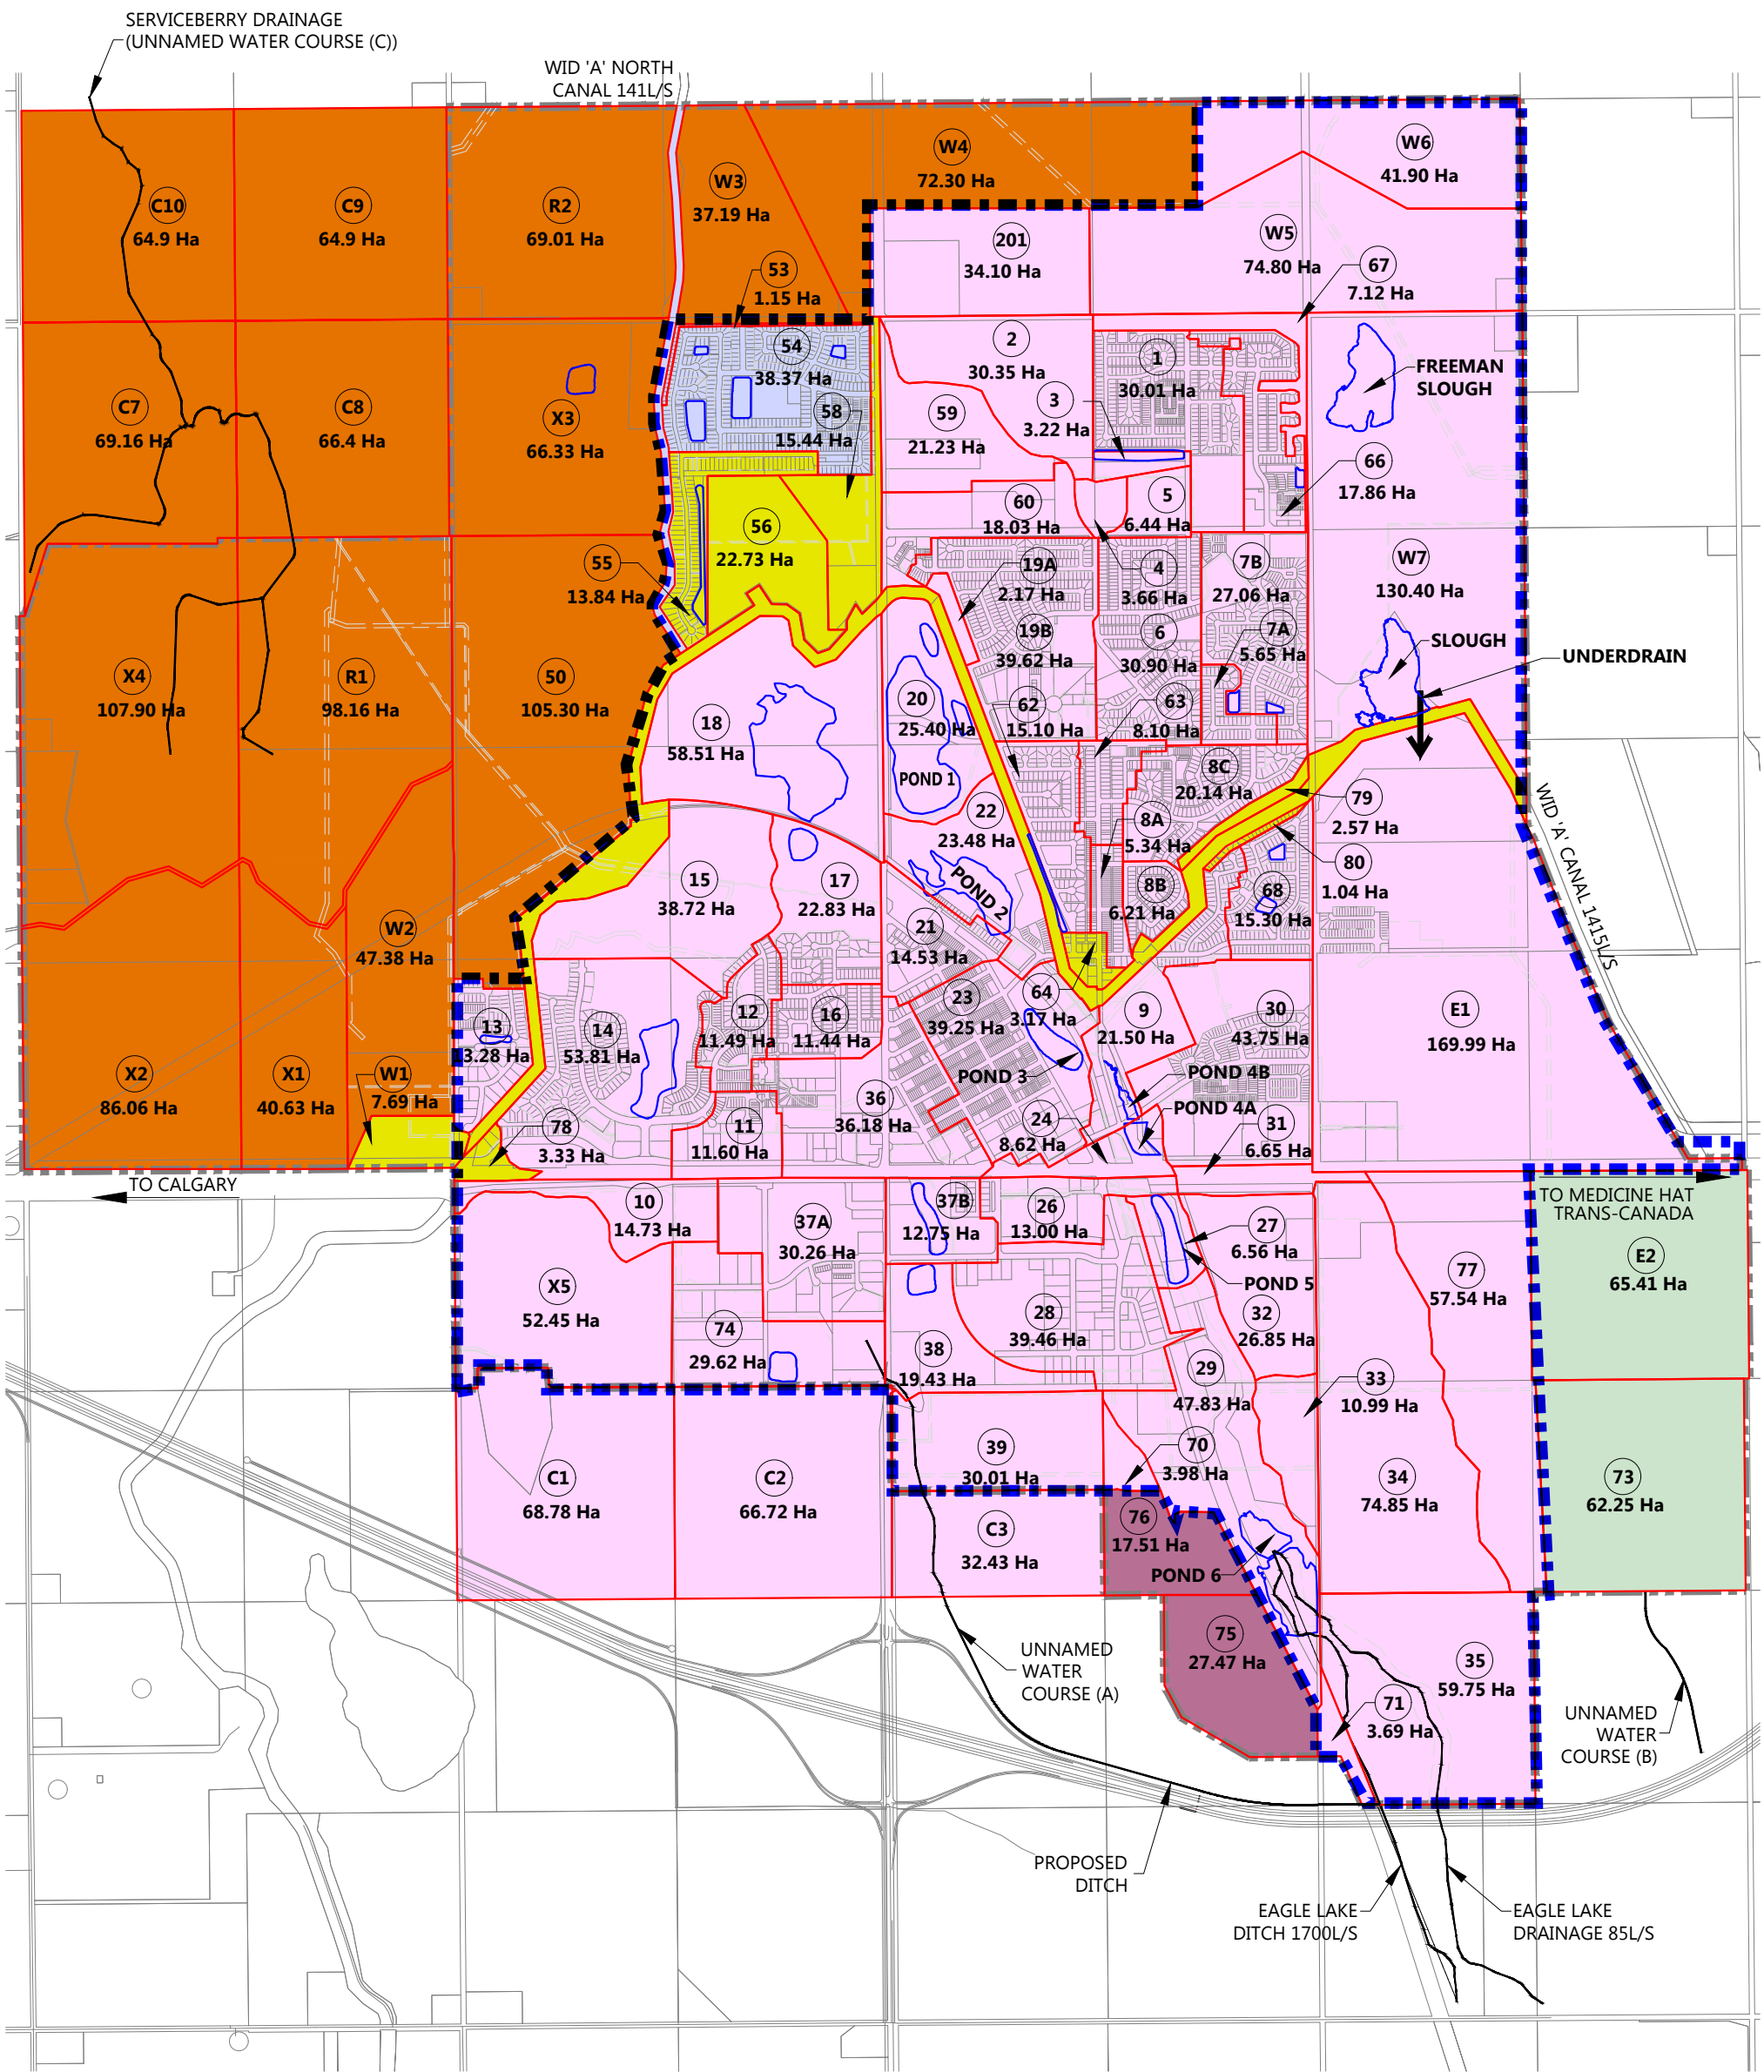 SERVICEBERRY DRAINAGE
(UNNAMED WATER COURSE (C))
WID 'A' NORTH
CANAL 141L/S
C10
64.9 Ha
C9
64.9 Ha
R2
69.01 Ha
W3
37.19 Ha
W4
72.30 Ha
W6
41.90 Ha
201
34.10 Ha
W5
74.80 Ha
67
7.12 Ha
53
1.15 Ha
54
38.37 Ha
58
15.44 Ha
2
30.35 Ha
1
30.01 Ha
3
3.22 Ha
FREEMAN
SLOUGH
C7
69.16 Ha
C8
66.4 Ha
X3
66.33 Ha
59
21.23 Ha
66
17.86 Ha
60
18.03 Ha
5
6.44 Ha
56
22.73 Ha
55
13.84 Ha
19A
2.17 Ha
4
3.66 Ha
7B
27.06 Ha
W7
130.40 Ha
19B
39.62 Ha
6
30.90 Ha
7A
5.65 Ha
SLOUGH
UNDERDRAIN
X4
107.90 Ha
R1
98.16 Ha
50
105.30 Ha
18
58.51 Ha
20
25.40 Ha
62
15.10 Ha
63
8.10 Ha
POND 1
8C
20.14 Ha
79
2.57 Ha
22
23.48 Ha
8A
5.34 Ha
WID 'A' CANAL 1415L/S
80
1.04 Ha
15
38.72 Ha
17
22.83 Ha
POND 2
8B
6.21 Ha
68
15.30 Ha
W2
47.38 Ha
21
14.53 Ha
13
13.28 Ha
14
53.81 Ha
12
11.49 Ha
16
11.44 Ha
23
39.25 Ha
64
3.17 Ha
9
21.50 Ha
30
43.75 Ha
E1
169.99 Ha
X2
86.06 Ha
X1
40.63 Ha
W1
7.69 Ha
POND 3
POND 4B
POND 4A
78
3.33 Ha
11
11.60 Ha
36
36.18 Ha
24
8.62 Ha
31
6.65 Ha
TO CALGARY
TO MEDICINE HAT
TRANS-CANADA
10
14.73 Ha
37A
30.26 Ha
37B
12.75 Ha
26
13.00 Ha
27
6.56 Ha
POND 5
E2
65.41 Ha
X5
52.45 Ha
77
57.54 Ha
74
29.62 Ha
28
39.46 Ha
32
26.85 Ha
38
19.43 Ha
29
47.83 Ha
33
10.99 Ha
39
30.01 Ha
70
3.98 Ha
C1
68.78 Ha
C2
66.72 Ha
34
74.85 Ha
73
62.25 Ha
C3
32.43 Ha
76
17.51 Ha
POND 6
75
27.47 Ha
UNNAMED
WATER
COURSE (A)
35
59.75 Ha
71
3.69 Ha
UNNAMED
WATER
COURSE (B)
PROPOSED
DITCH
EAGLE LAKE
DITCH 1700L/S
EAGLE LAKE
DRAINAGE 85L/S